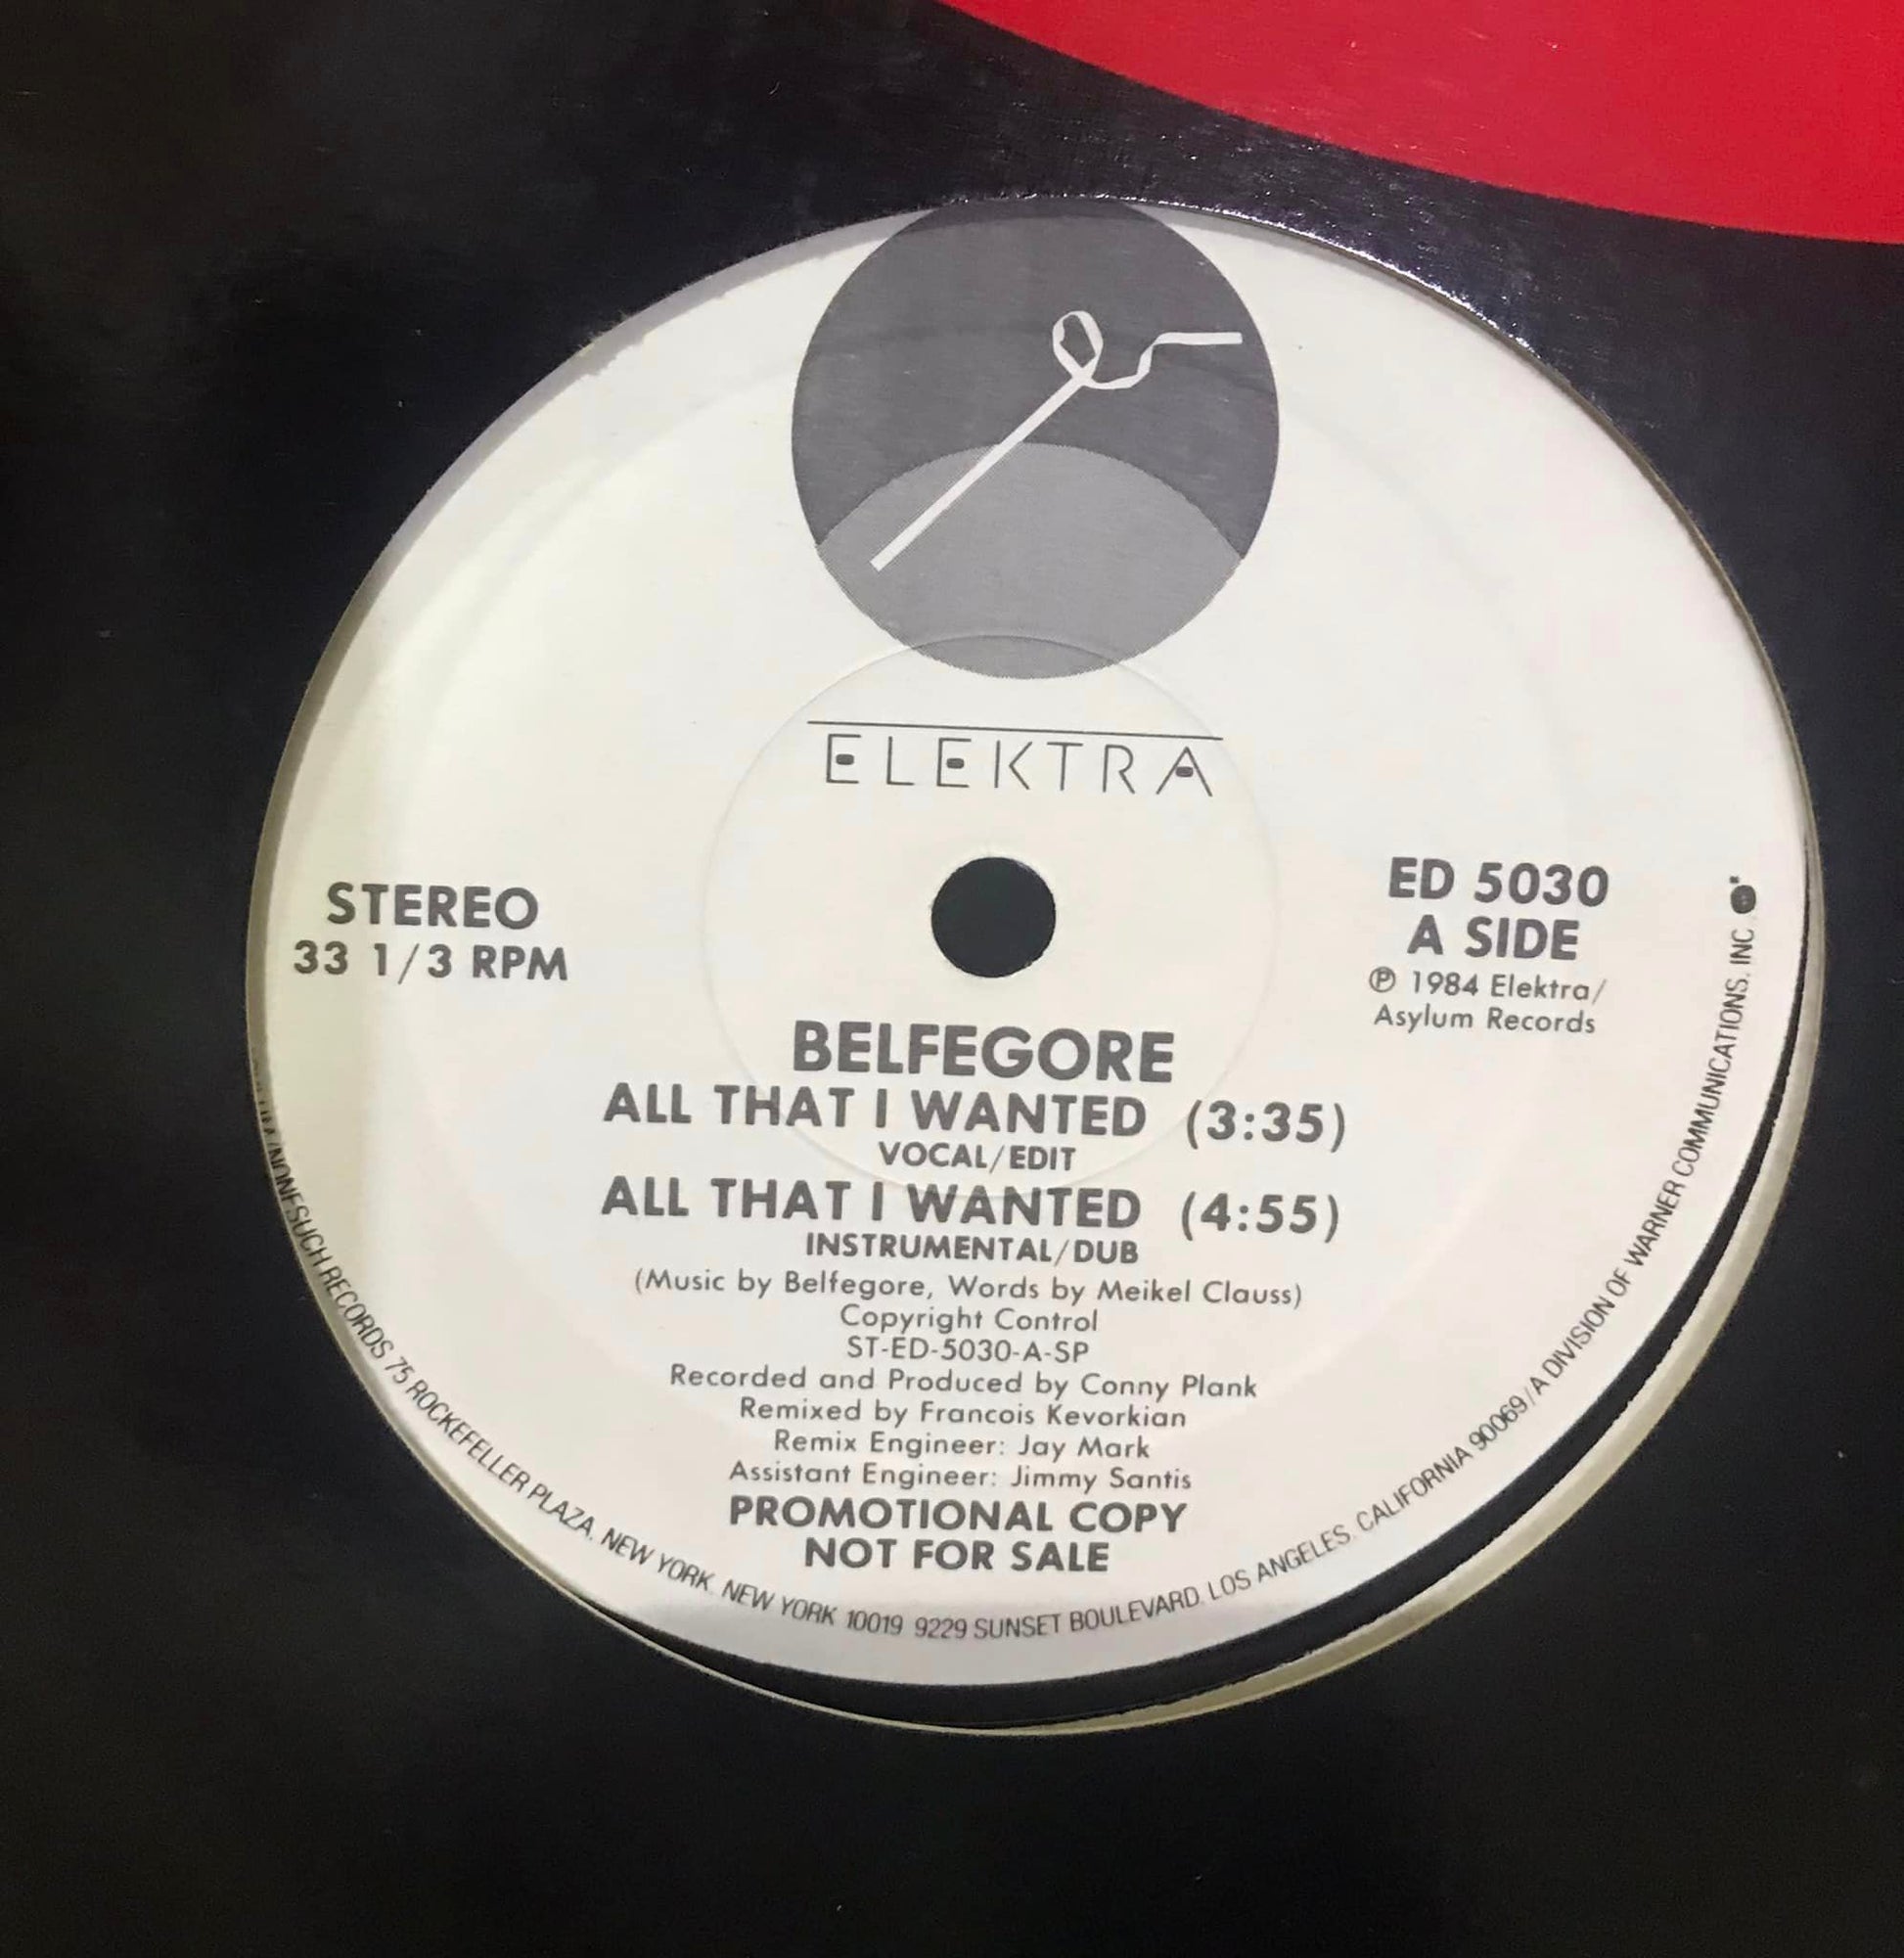 ELEKTRA
STEREO
33 1/3 RPM
ED 5030
A SIDE
℗ 1984 Elektra/
Asylum Records
BELFEGORE
ALL THAT I WANTED (3:35)
VOCAL/EDIT
ALL THAT I WANTED (4:55)
INSTRUMENTAL/DUB
(Music by Belfegore, Words by Meikel Clauss)
Copyright Control
ST-ED-5030-A-SP
Recorded and Produced by Conny Plank
Remixed by Francois Kevorkian
Remix Engineer: Jay Mark
Assistant Engineer: Jimmy Santis
PROMOTIONAL COPY
NOT FOR SALE
/NONESUCH RECORDS 75 ROCKEFELLER PLAZA, NEW YORK, NEW YORK 10019 9229 SUNSET BOULEVARD, LOS ANGELES, CALIFORNIA 90069/A DIVISION OF WARNER COMMUNICATIONS, INC.